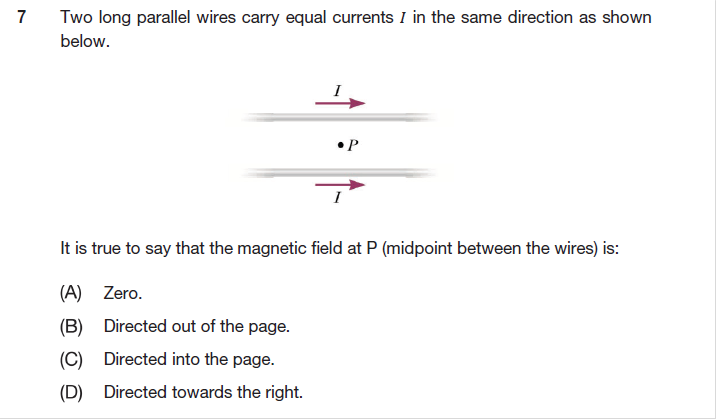 7 Two long parallel wires carry equal currents I in the same direction as shown
below.
I
P
I
It is true to say that the magnetic field at P (midpoint between the wires) is:
(A) Zero.
(B) Directed out of the page.
(C) Directed into the page.
(D) Directed towards the right.